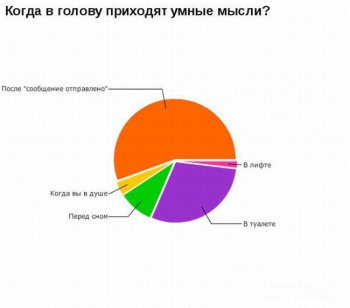 Когда в голову приходят умные мысли?
После "сообщение отправлено"
В лифте
Когда вы в душе
Перед сном
В туалете